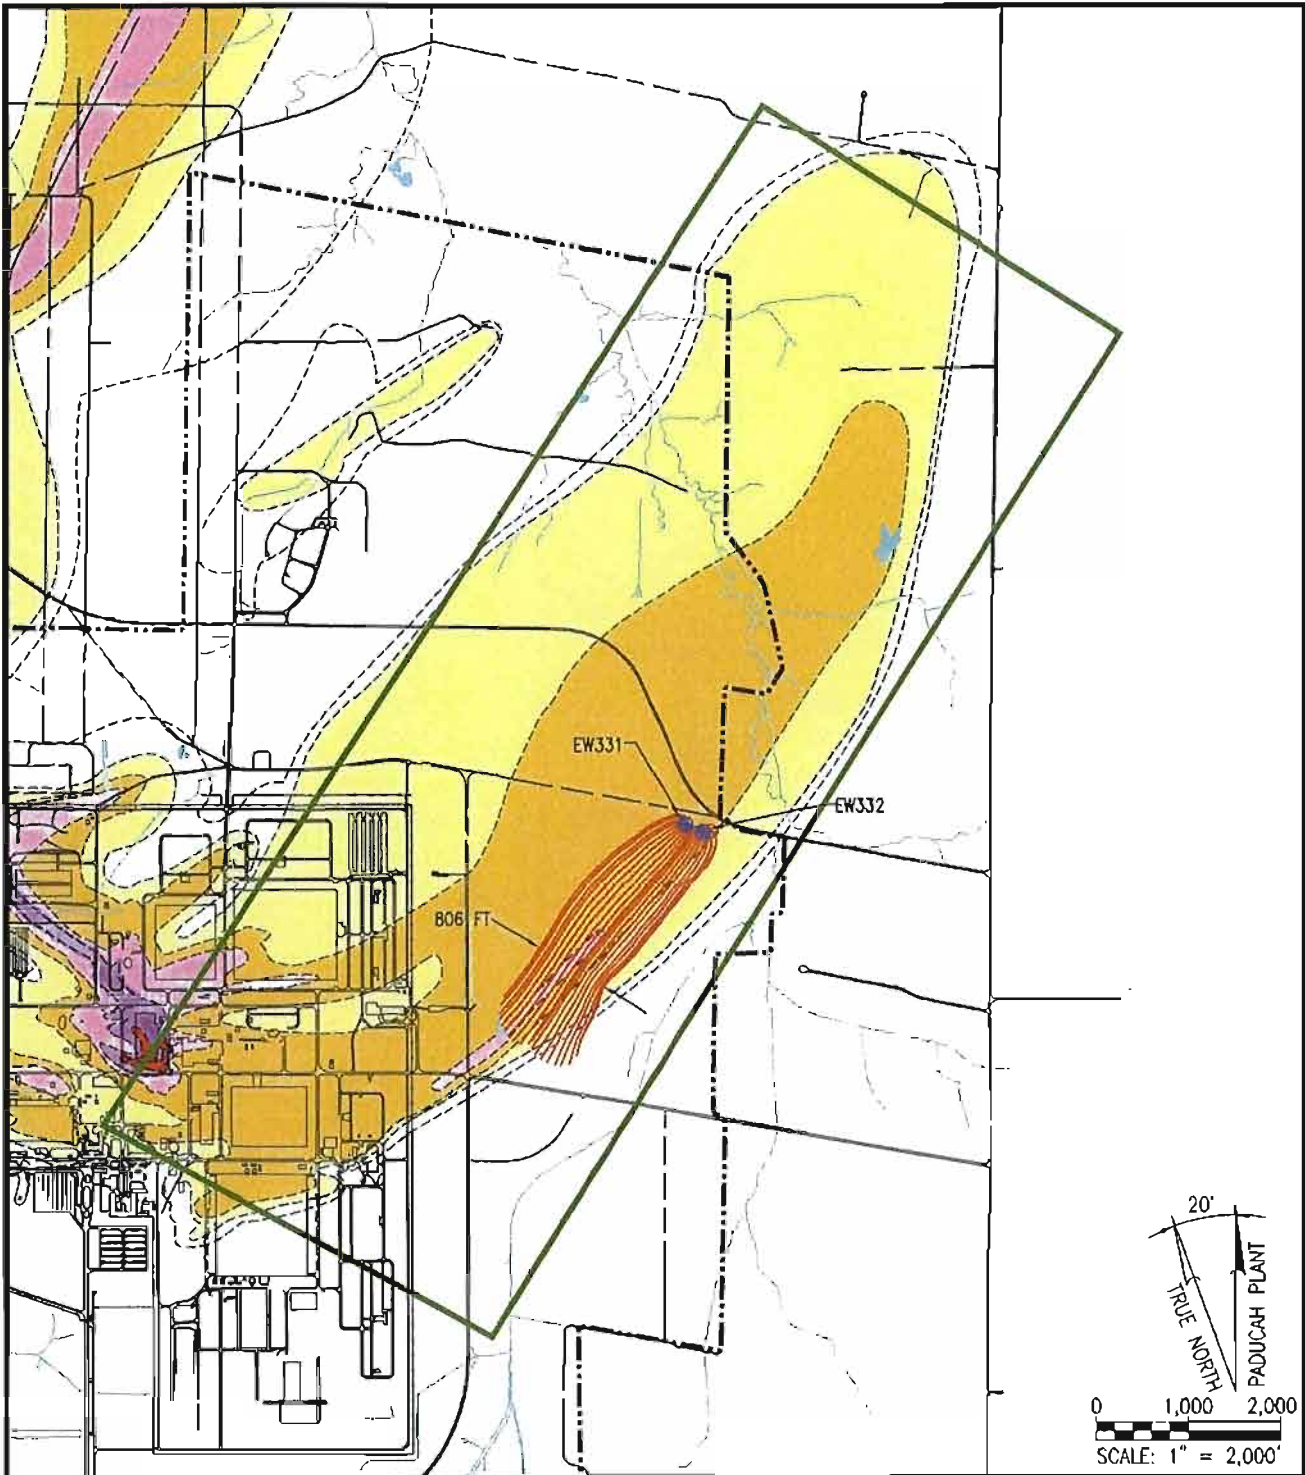 EW331
EW332
806 FT
20'
TRUE NORTH
PADUCAH PLANT
0 1,000 2,000
SCALE: 1" = 2,000'